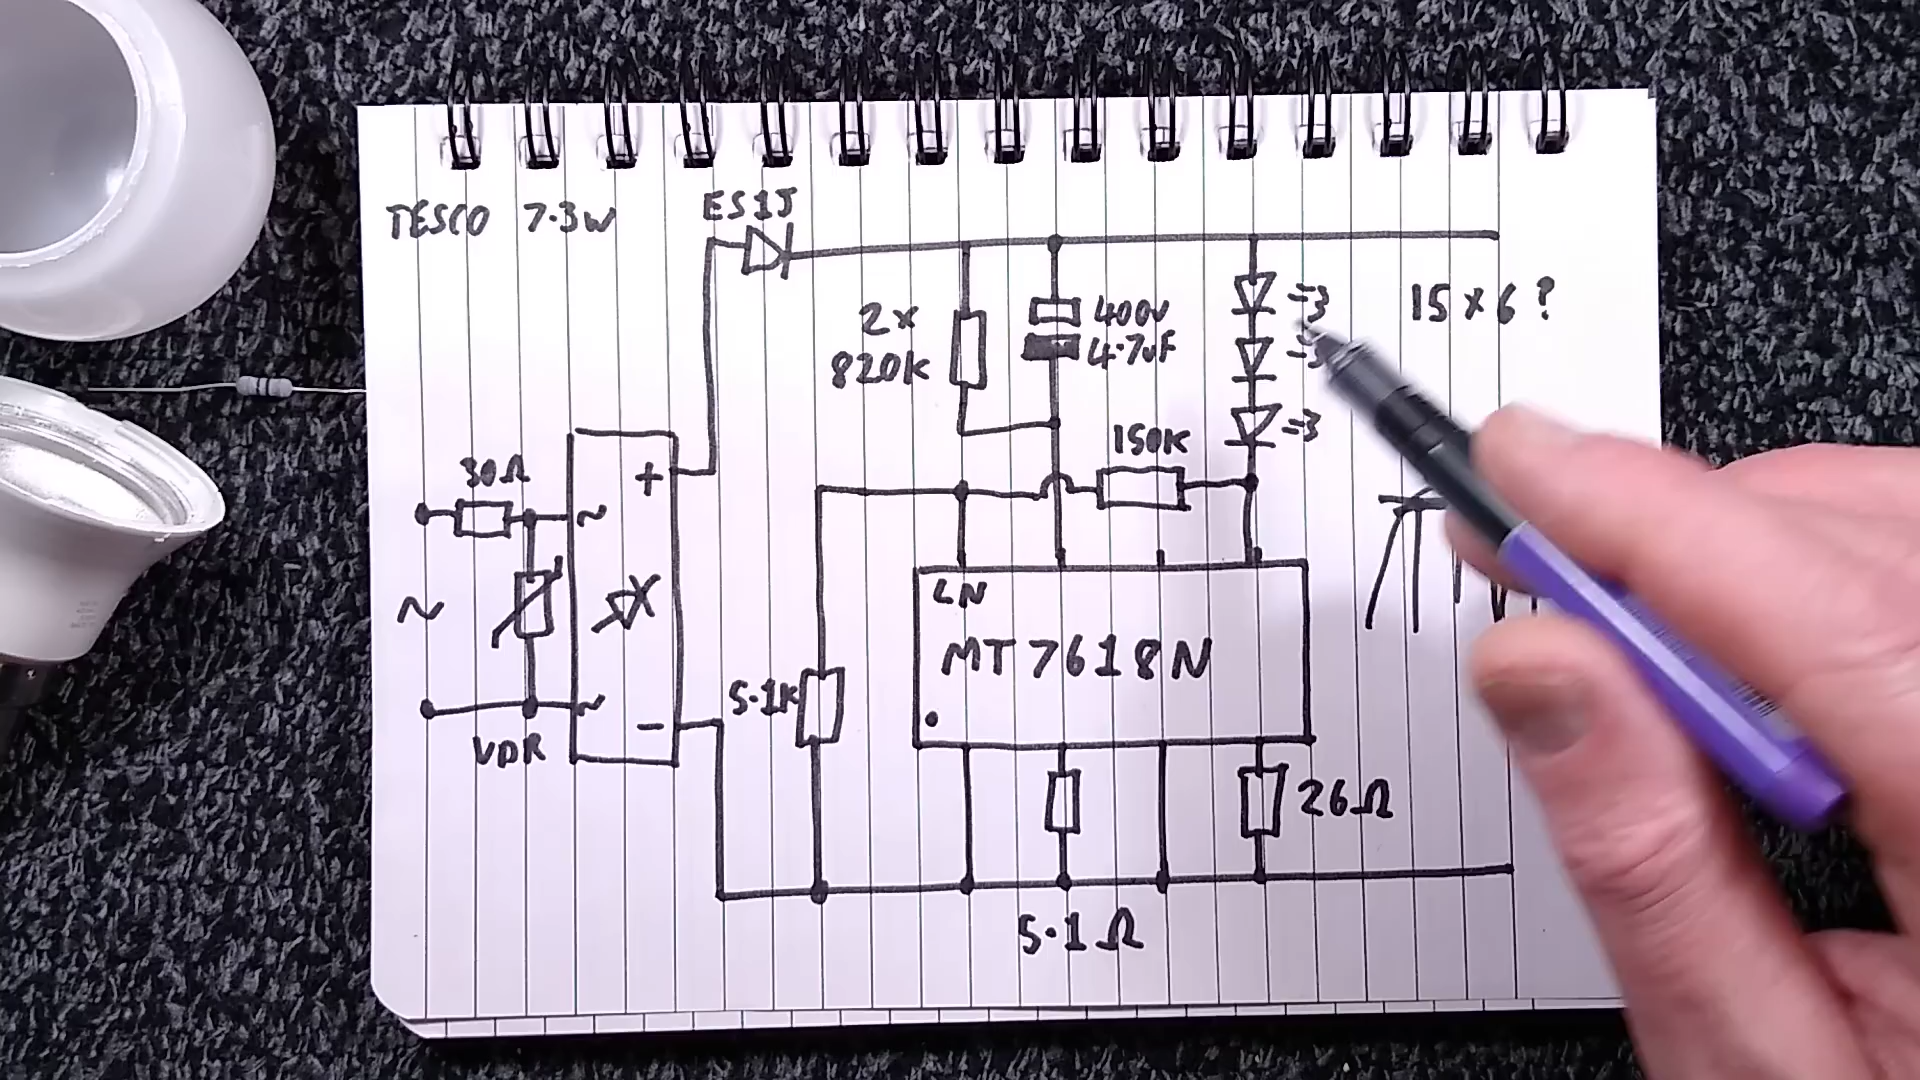 TESCO 7.3W
ES1J
2x
820K
400V
4.7uF
=3
=3
=3
15 x 6 ?
150K
30Ω
+
~
~
~
-
VDR
5.1K
LN
MT7618N
26Ω
5.1Ω